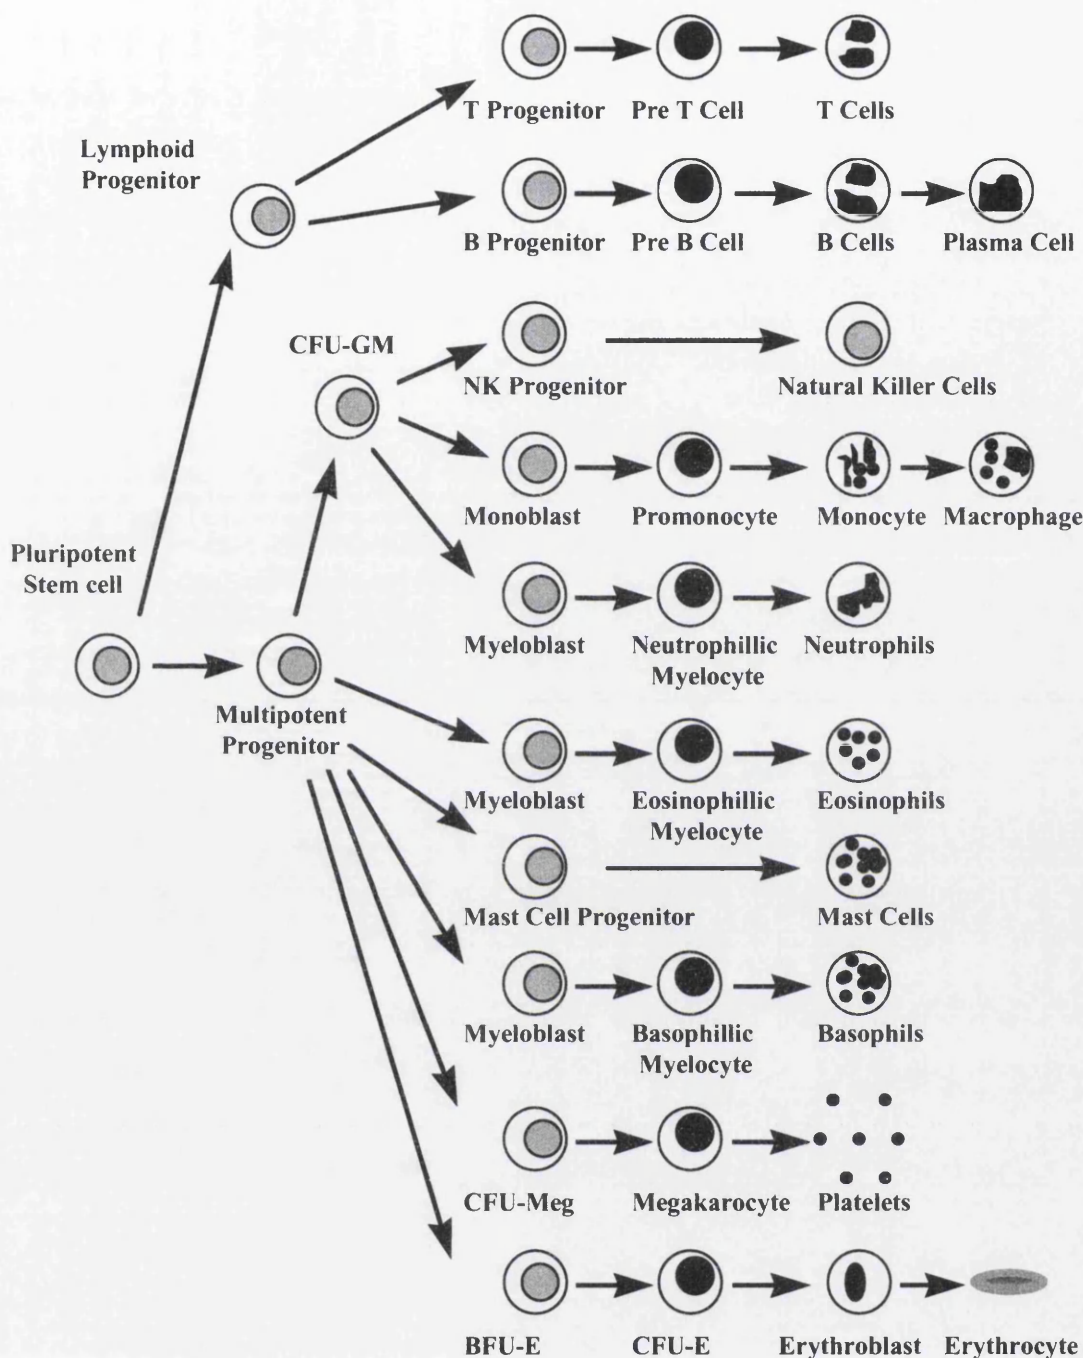 T Progenitor Pre T Cell T Cells
Lymphoid
Progenitor
B Progenitor Pre B Cell B Cells Plasma Cell
CFU-GM
NK Progenitor Natural Killer Cells
Monoblast Promonocyte Monocyte Macrophage
Pluripotent
Stem cell
Myeloblast Neutrophillic Neutrophils
Myelocyte
Multipotent
Progenitor
Myeloblast Eosinophillic Eosinophils
Myelocyte
Mast Cell Progenitor Mast Cells
Myeloblast Basophillic Basophils
Myelocyte
CFU-Meg Megakarocyte Platelets
BFU-E CFU-E Erythroblast Erythrocyte